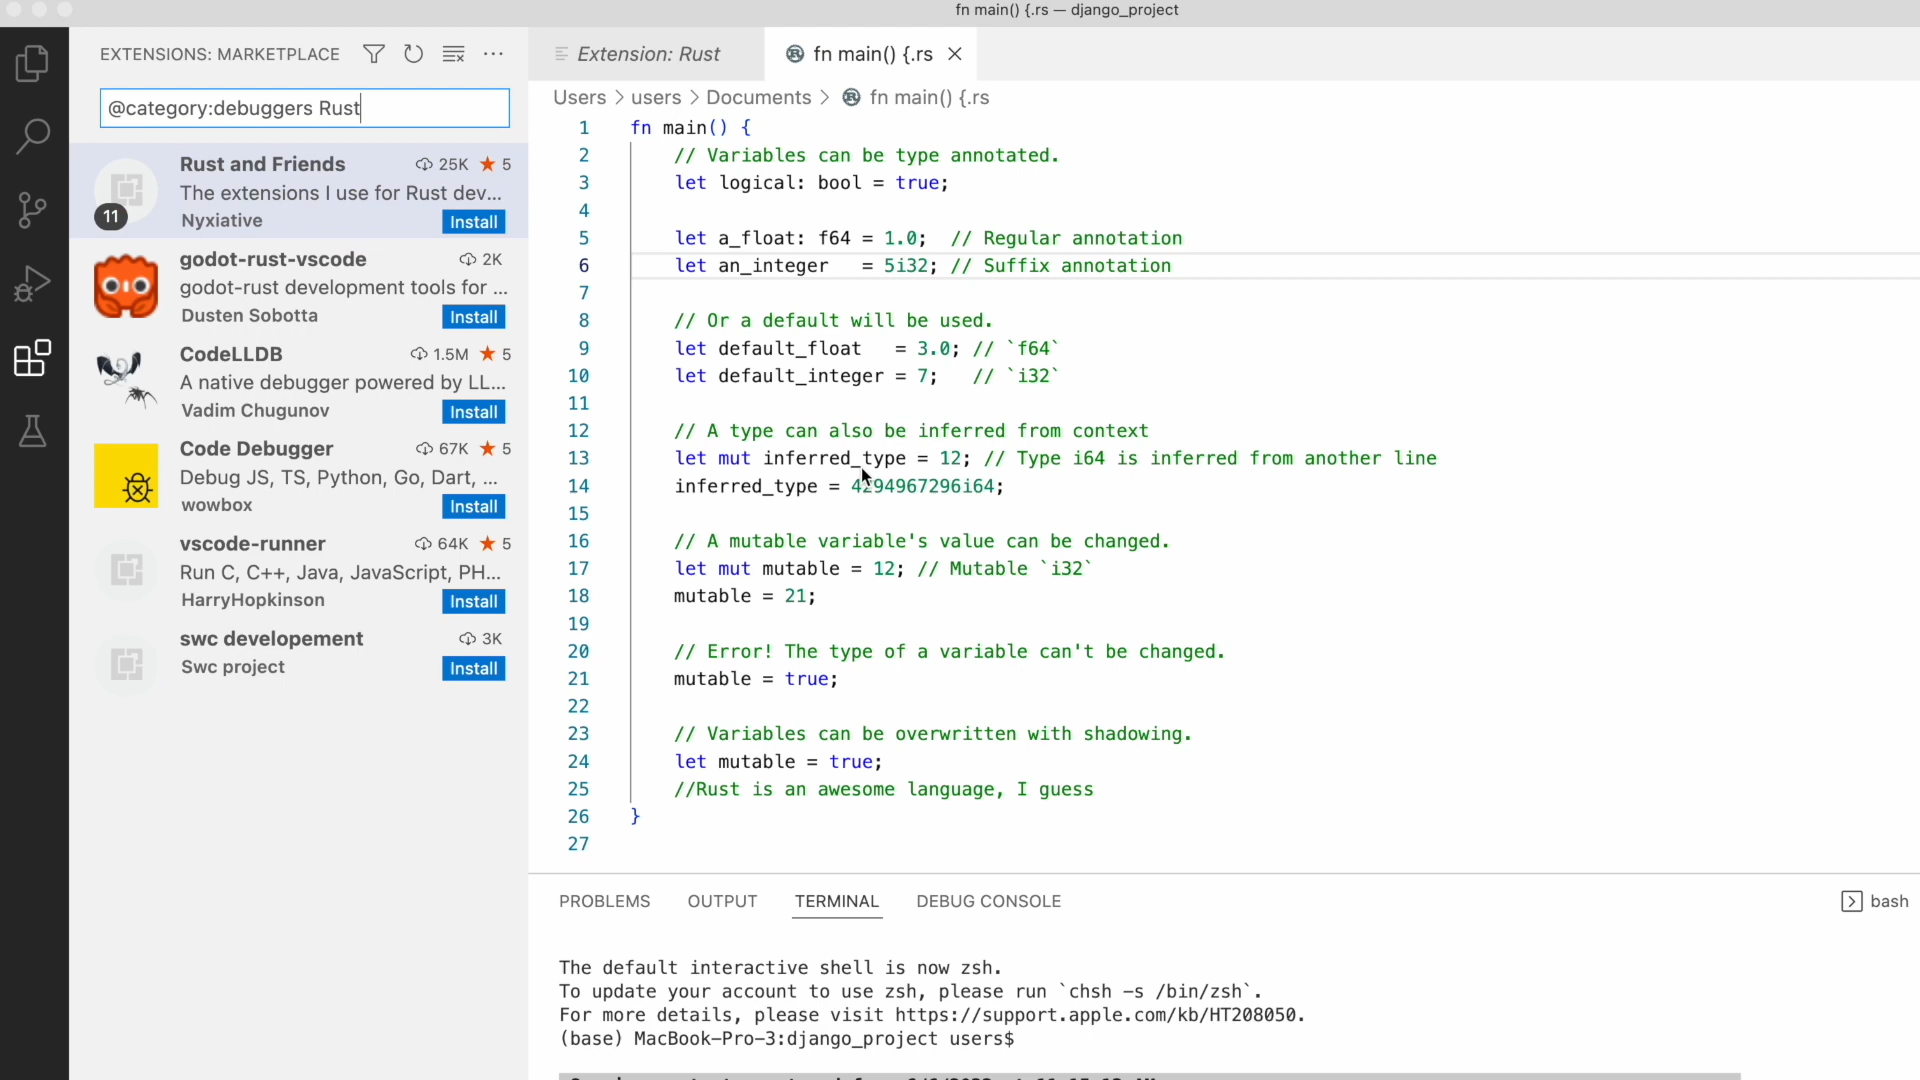 fn main() {.rs — django_project
EXTENSIONS: MARKETPLACE
@category:debuggers Rust
Rust and Friends 25K ★ 5
The extensions I use for Rust dev...
11
Nyxiative Install
godot-rust-vscode 2K
godot-rust development tools for ...
Dusten Sobotta Install
CodeLLDB 1.5M ★ 5
A native debugger powered by LL...
Vadim Chugunov Install
Code Debugger 67K ★ 5
Debug JS, TS, Python, Go, Dart, ...
wowbox Install
vscode-runner 64K ★ 5
Run C, C++, Java, JavaScript, PH...
HarryHopkinson Install
swc developement 3K
Swc project Install
Extension: Rust fn main() {.rs
Users > users > Documents > fn main() {.rs
1 fn main() {
2 // Variables can be type annotated.
3 let logical: bool = true;
4
5 let a_float: f64 = 1.0;  // Regular annotation
6 let an_integer   = 5i32; // Suffix annotation
7
8 // Or a default will be used.
9 let default_float   = 3.0; // `f64`
10 let default_integer = 7;   // `i32`
11
12 // A type can also be inferred from context
13 let mut inferred_type = 12; // Type i64 is inferred from another line
14 inferred_type = 4294967296i64;
15
16 // A mutable variable's value can be changed.
17 let mut mutable = 12; // Mutable `i32`
18 mutable = 21;
19
20 // Error! The type of a variable can't be changed.
21 mutable = true;
22
23 // Variables can be overwritten with shadowing.
24 let mutable = true;
25 //Rust is an awesome language, I guess
26 }
27
PROBLEMS OUTPUT TERMINAL DEBUG CONSOLE bash
The default interactive shell is now zsh.
To update your account to use zsh, please run `chsh -s /bin/zsh`.
For more details, please visit https://support.apple.com/kb/HT208050.
(base) MacBook-Pro-3:django_project users$